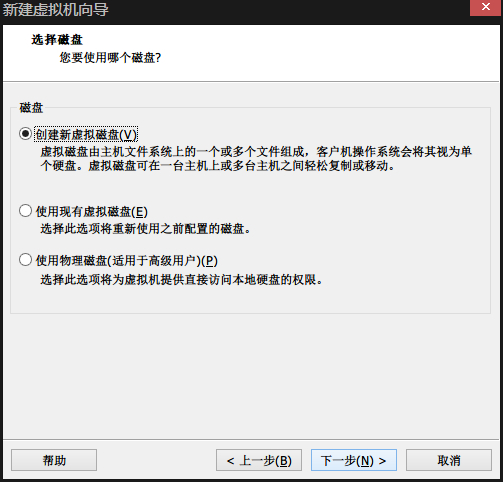 新建虚拟机向导
选择磁盘
您要使用哪个磁盘?
磁盘
创建新虚拟磁盘(V)
虚拟磁盘由主机文件系统上的一个或多个文件组成，客户机操作系统会将其视为单
个硬盘。虚拟磁盘可在一台主机上或多台主机之间轻松复制或移动。
使用现有虚拟磁盘(E)
选择此选项将重新使用之前配置的磁盘。
使用物理磁盘(适用于高级用户)(P)
选择此选项将为虚拟机提供直接访问本地硬盘的权限。
帮助
< 上一步(B)
下一步(N) >
取消